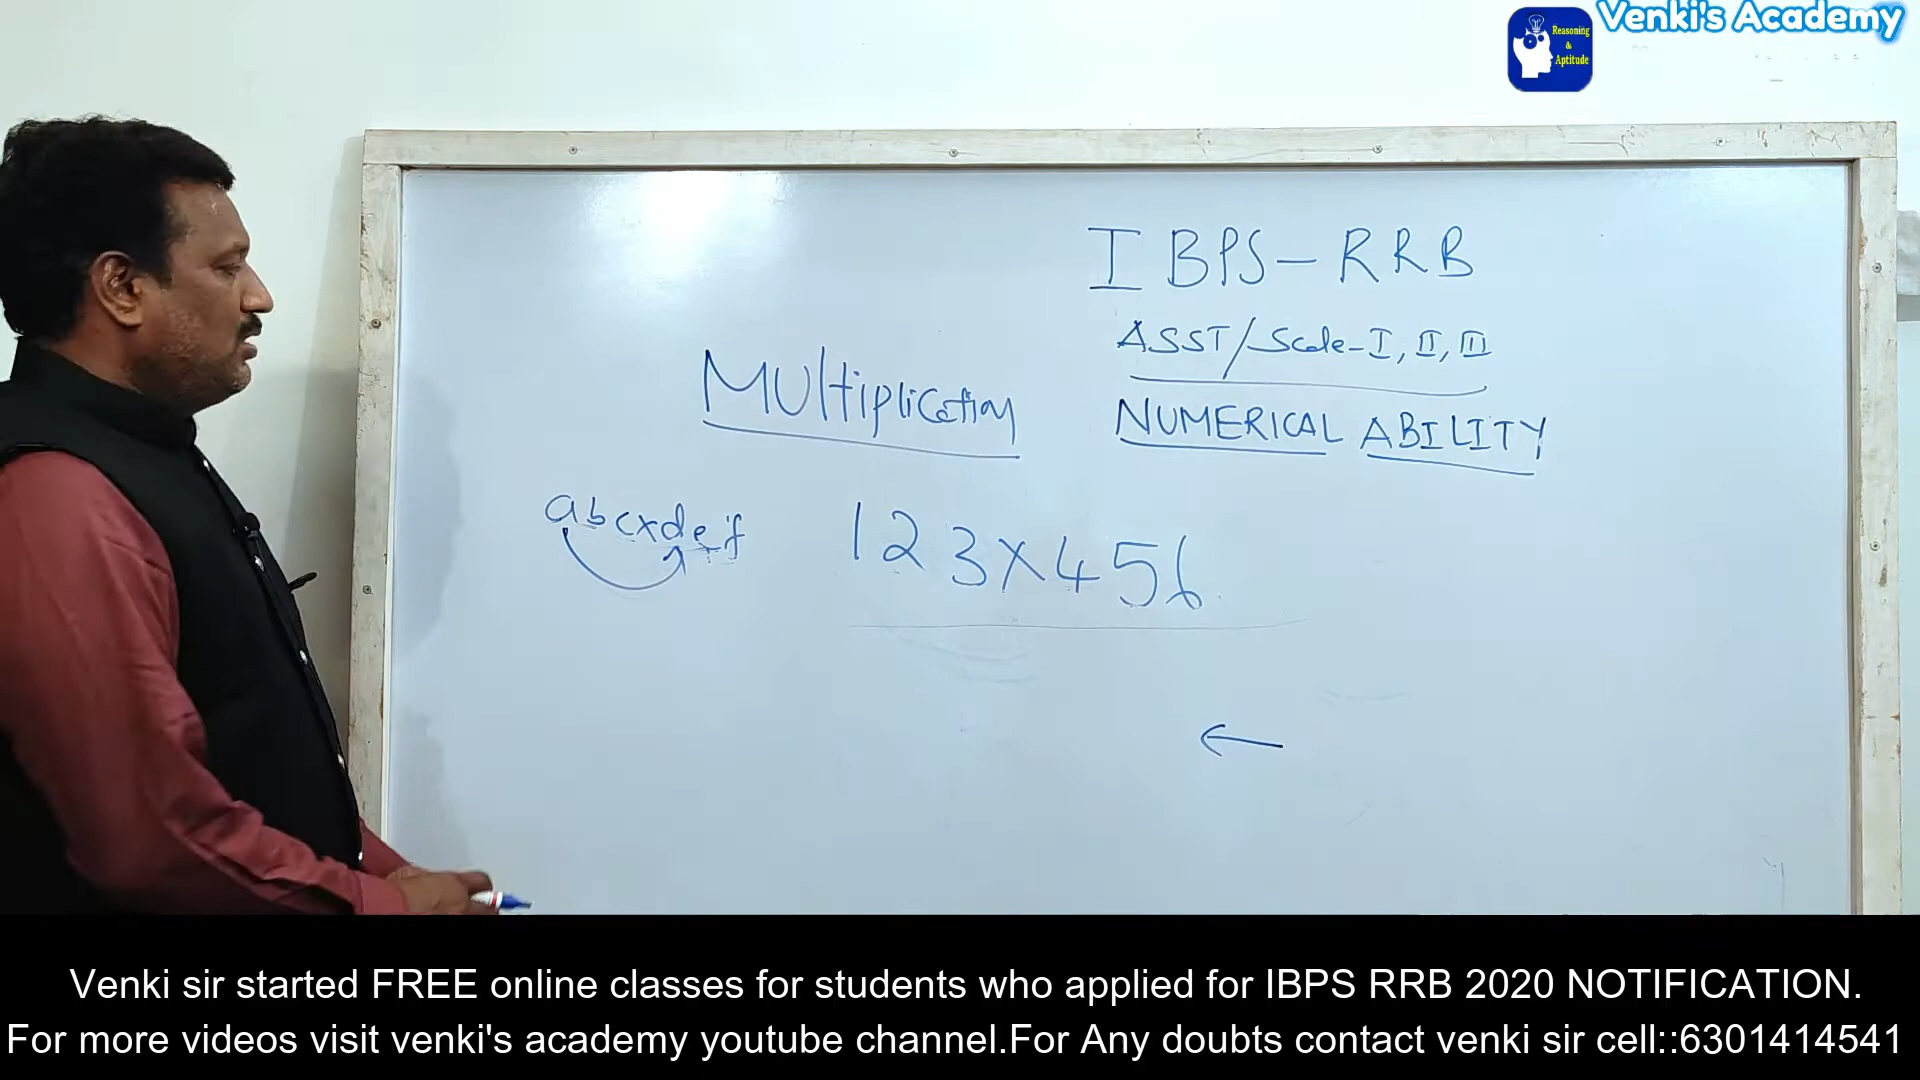 Venki's Academy
Reasoning
&
Aptitude
IBPS-RRB
ASST/Scale-I, II, III
Multiplication
NUMERICAL ABILITY
abcxdef
123x456
Venki sir started FREE online classes for students who applied for IBPS RRB 2020 NOTIFICATION.
For more videos visit venki's academy youtube channel.For Any doubts contact venki sir cell::6301414541